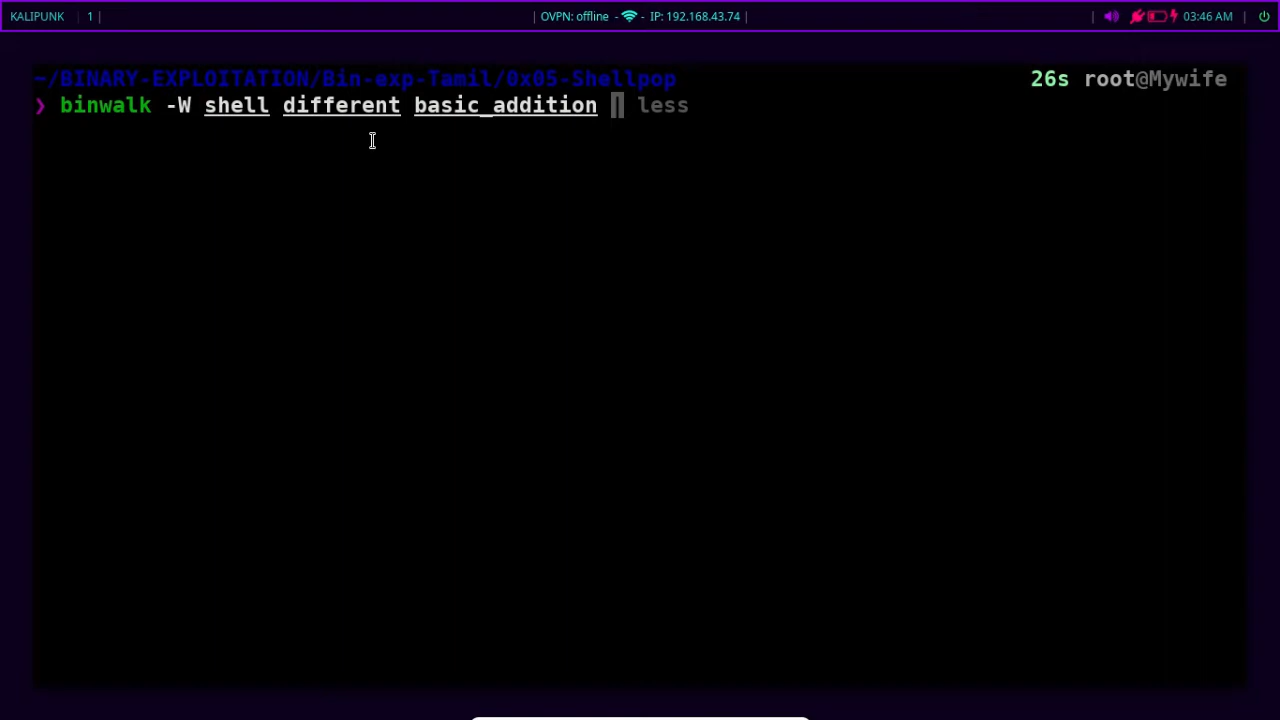 KALIPUNK | 1 | | OVPN: offline - - IP: 192.168.43.74 | | 03:46 AM |
~/BINARY-EXPLOITATION/Bin-exp-Tamil/0x05-Shellpop 26s root@Mywife
❯ binwalk -W shell different basic_addition | less